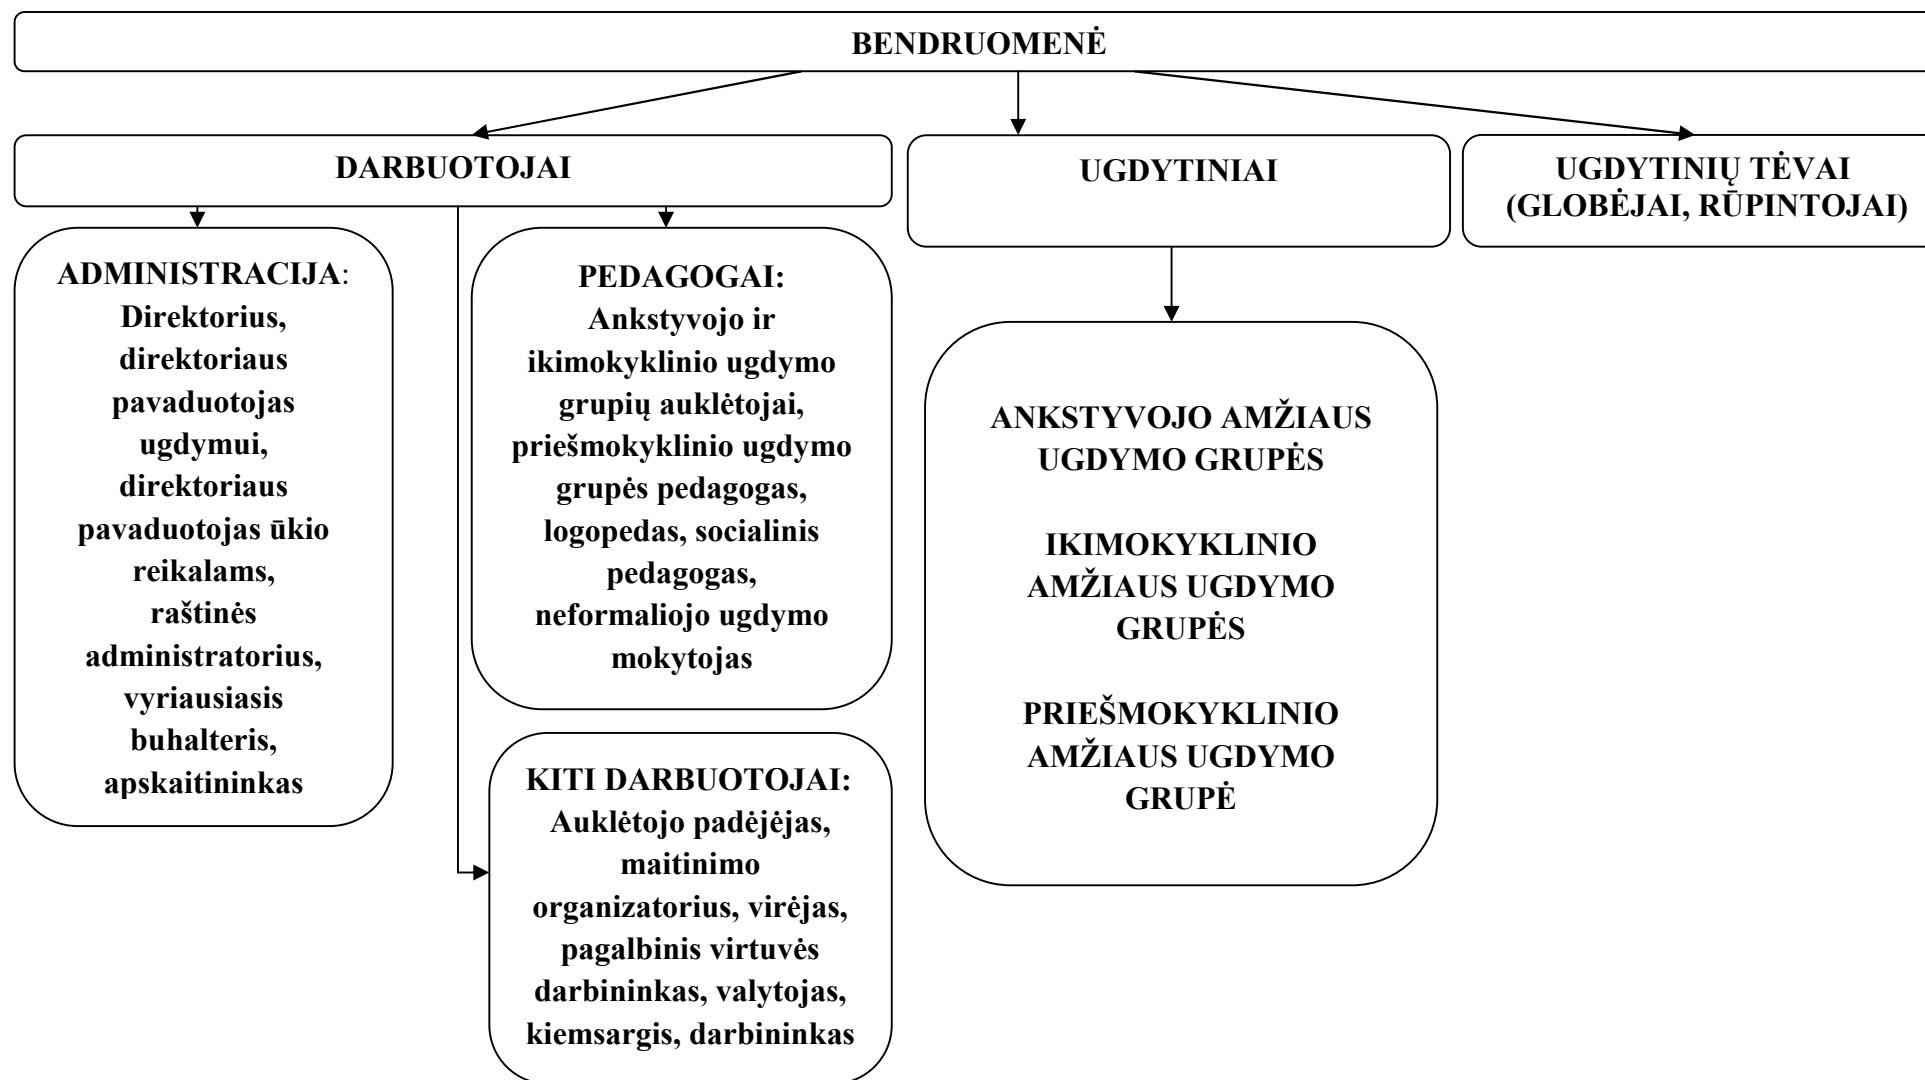 BENDRUOMENĖ
DARBUOTOJAI
UGDYTINIAI
UGDYTINIŲ TĖVAI
(GLOBĖJAI, RŪPINTOJAI)
ADMINISTRACIJA:
Direktorius,
direktoriaus
pavaduotojas
ugdymui,
direktoriaus
pavaduotojas ūkio
reikalams,
raštinės
administratorius,
vyriausiasis
buhalteris,
apskaitininkas
PEDAGOGAI:
Ankstyvojo ir
ikimokyklinio ugdymo
grupių auklėtojai,
priešmokyklinio ugdymo
grupės pedagogas,
logopedas, socialinis
pedagogas,
neformaliojo ugdymo
mokytojas
KITI DARBUOTOJAI:
Auklėtojo padėjėjas,
maitinimo
organizatorius, virėjas,
pagalbinis virtuvės
darbininkas, valytojas,
kiemsargis, darbininkas
ANKSTYVOJO AMŽIAUS
UGDYMO GRUPĖS
IKIMOKYKLINIO
AMŽIAUS UGDYMO
GRUPĖS
PRIEŠMOKYKLINIO
AMŽIAUS UGDYMO
GRUPĖ